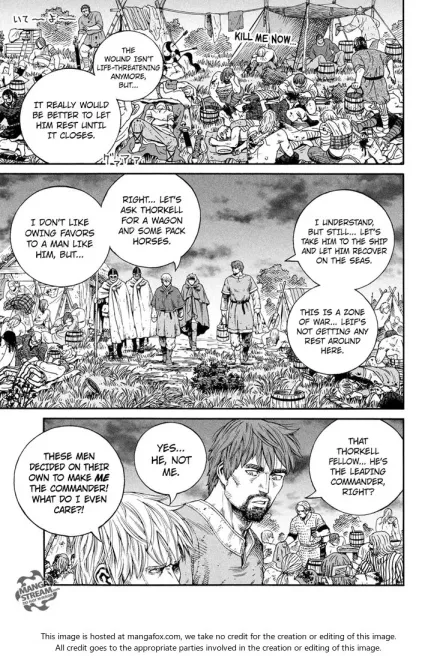 KILL ME NOW
THE
WOUND ISN'T
LIFE-THREATENING
ANYMORE,
BUT...
IT REALLY WOULD
BE BETTER TO LET
HIM REST UNTIL
IT CLOSES.
I UNDERSTAND,
BUT STILL... LET'S
TAKE HIM TO THE SHIP
AND LET HIM RECOVER
ON THE SEAS.
THIS IS A ZONE
OF WAR... LEIF'S
NOT GETTING ANY
REST AROUND
HERE.
RIGHT... LET'S
ASK THORKELL
FOR A WAGON
AND SOME PACK
HORSES.
I DON'T LIKE
OWING FAVORS
TO A MAN LIKE
HIM, BUT...
THAT
THORKELL
FELLOW... HE'S
THE LEADING
COMMANDER,
RIGHT?
YES...
HE, NOT
ME.
THESE MEN
DECIDED ON THEIR
OWN TO MAKE ME
THE COMMANDER!
WHAT DO I EVEN
CARE?!
MANGA
STREAM
This image is hosted at mangafox.com, we take no credit for the creation or editing of this image.
All credit goes to the appropriate parties involved in the creation or editing of this image.